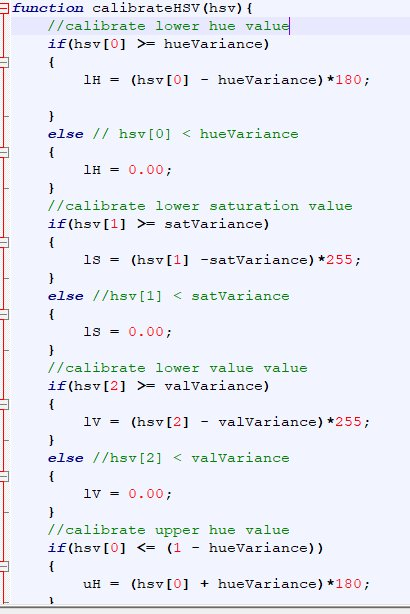 function calibrateHSV(hsv){
//calibrate lower hue value
if(hsv[0] >= hueVariance)
{
lH = (hsv[0] - hueVariance)*180;
}
else // hsv[0] < hueVariance
{
lH = 0.00;
}
//calibrate lower saturation value
if(hsv[1] >= satVariance)
{
lS = (hsv[1] -satVariance)*255;
}
else //hsv[1] < satVariance
{
lS = 0.00;
}
//calibrate lower value value
if(hsv[2] >= valVariance)
{
lV = (hsv[2] - valVariance)*255;
}
else //hsv[2] < valVariance
{
lV = 0.00;
}
//calibrate upper hue value
if(hsv[0] <= (1 - hueVariance))
{
uH = (hsv[0] + hueVariance)*180;
}